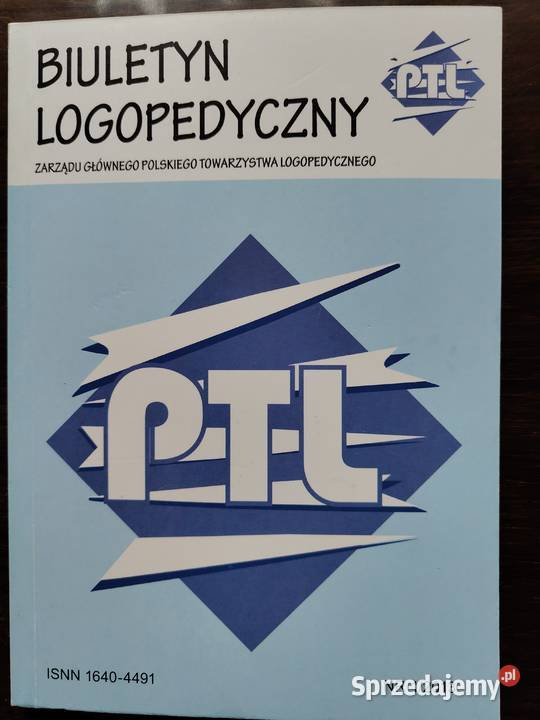 BIULETYN
LOGOPEDYCZNY
PTL
ZARZĄDU GŁÓWNEGO POLSKIEGO TOWARZYSTWA LOGOPEDYCZNEGO
PTL
ISNN 1640-4491
Sprzedajemy.pl